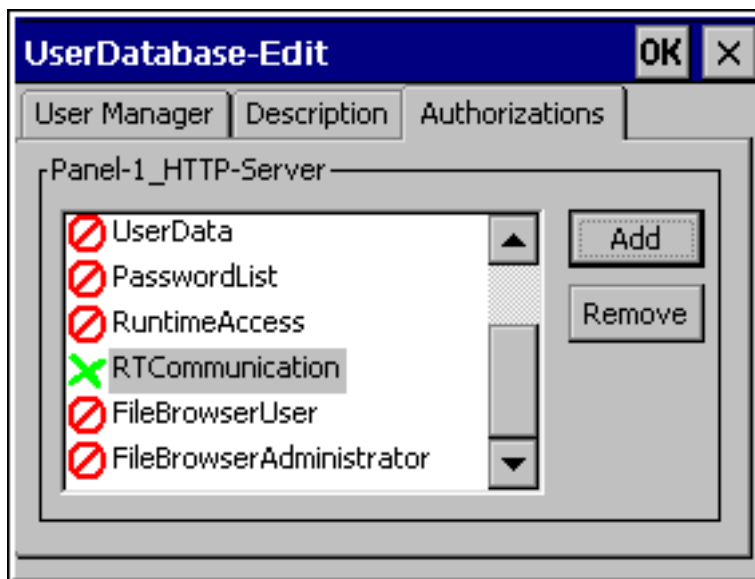 UserDatabase-Edit OK ×
User Manager Description Authorizations
Panel-1_HTTP-Server
UserData
Add
PasswordList
Remove
RuntimeAccess
RTCommunication
FileBrowserUser
FileBrowserAdministrator